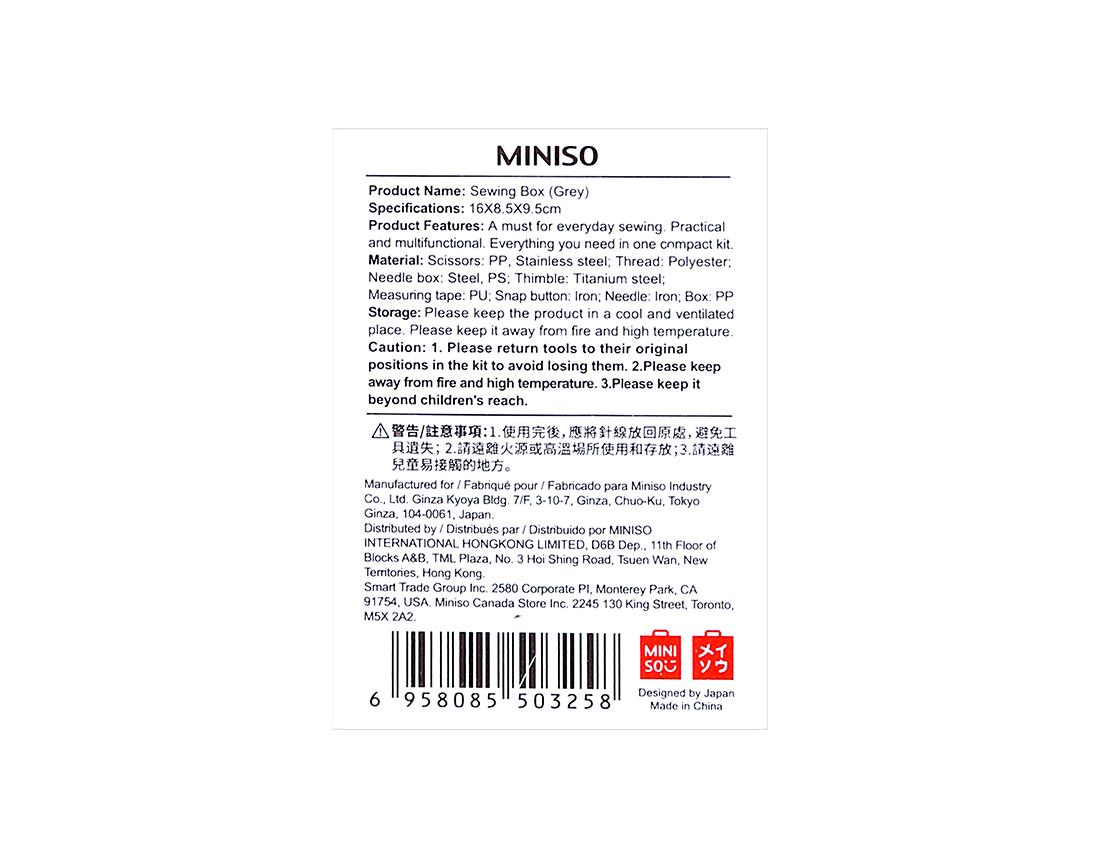 MINISO
Product Name: Sewing Box (Grey)
Specifications: 16X8.5X9.5cm
Product Features: A must for everyday sewing. Practical
and multifunctional. Everything you need in one compact kit.
Material: Scissors: PP, Stainless steel; Thread: Polyester;
Needle box: Steel, PS; Thimble: Titanium steel;
Measuring tape: PU; Snap button: Iron; Needle: Iron; Box: PP
Storage: Please keep the product in a cool and ventilated
place. Please keep it away from fire and high temperature.
Caution: 1. Please return tools to their original
positions in the kit to avoid losing them. 2.Please keep
away from fire and high temperature. 3.Please keep it
beyond children's reach.
警告/註意事項:1.使用完後,應將針線放回原處,避免工
具遺失; 2.請遠離火源或高溫場所使用和存放;3.請遠離
兒童易接觸的地方。
Manufactured for / Fabriqué pour / Fabricado para Miniso Industry
Co., Ltd. Ginza Kyoya Bldg. 7/F, 3-10-7, Ginza, Chuo-Ku, Tokyo
Ginza, 104-0061, Japan.
Distributed by / Distribués par / Distribuido por MINISO
INTERNATIONAL HONGKONG LIMITED, D6B Dep., 11th Floor of
Blocks A&B, TML Plaza, No. 3 Hoi Shing Road, Tsuen Wan, New
Territories, Hong Kong.
Smart Trade Group Inc. 2580 Corporate Pl, Monterey Park, CA
91754, USA. Miniso Canada Store Inc. 2245 130 King Street, Toronto,
M5X 2A2.
6 958085 503258
MINI
SO
メイ
ソウ
Designed by Japan
Made in China